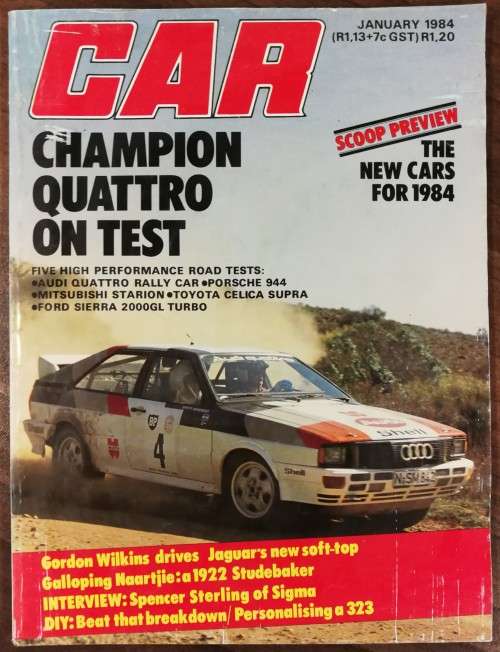 JANUARY 1984
(R1,13+7c GST) R1,20
CAR
SCOOP PREVIEW
THE
NEW CARS
FOR 1984
CHAMPION
QUATTRO
ON TEST
FIVE HIGH PERFORMANCE ROAD TESTS:
•AUDI QUATTRO RALLY CAR •PORSCHE 944
•MITSUBISHI STARION •TOYOTA CELICA SUPRA
•FORD SIERRA 2000GL TURBO
BP
4
Shell
Shell
Gordon Wilkins drives Jaguar's new soft-top
Galloping Naartjie: a 1922 Studebaker
INTERVIEW: Spencer Sterling of Sigma
DIY: Beat that breakdown/ Personalising a 323